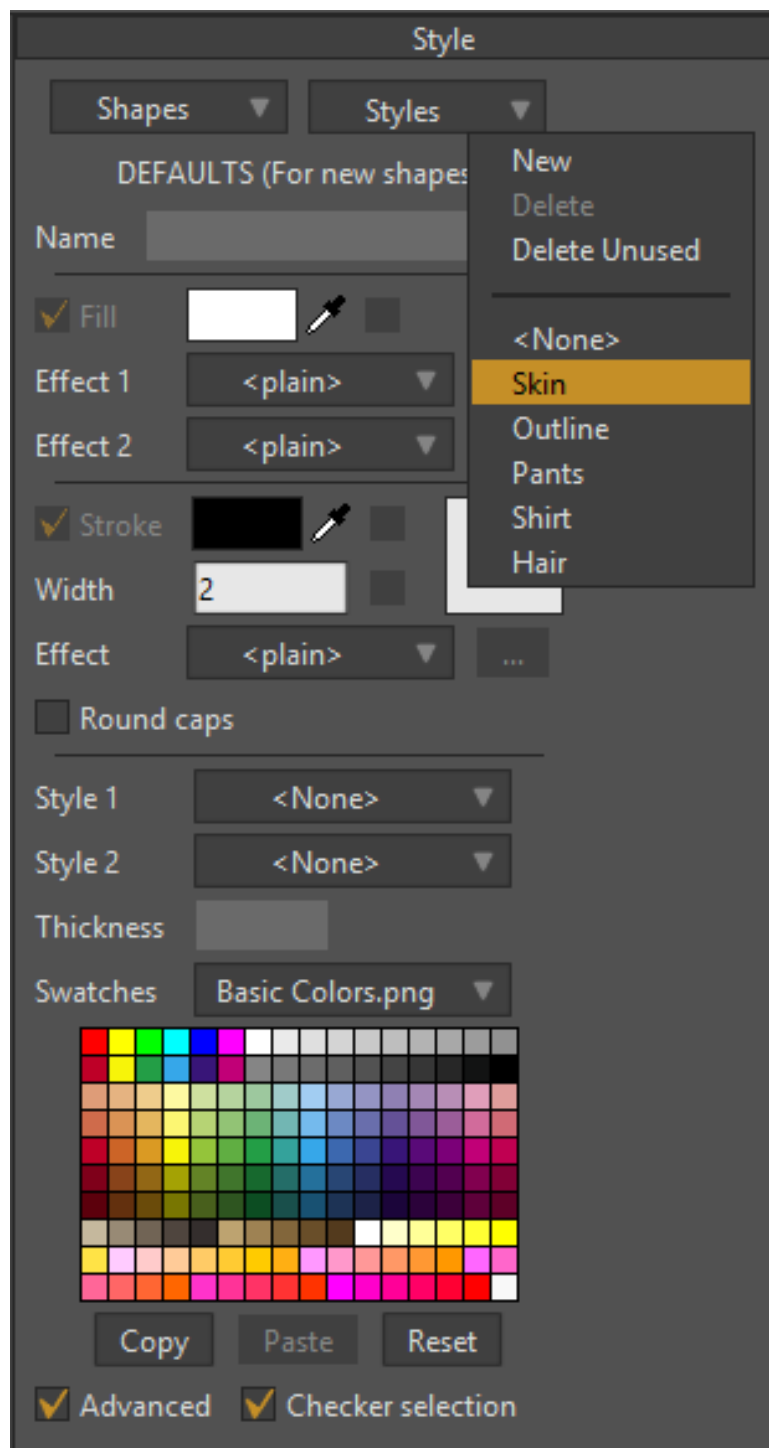 Style
Shapes Styles
DEFAULTS (For new shapes
New
Delete
Delete Unused
<None>
Skin
Outline
Pants
Shirt
Hair
Name
Fill
Effect 1 <plain>
Effect 2 <plain>
Stroke
Width 2
Effect <plain> ...
Round caps
Style 1 <None>
Style 2 <None>
Thickness
Swatches Basic Colors.png
Copy Paste Reset
Advanced Checker selection